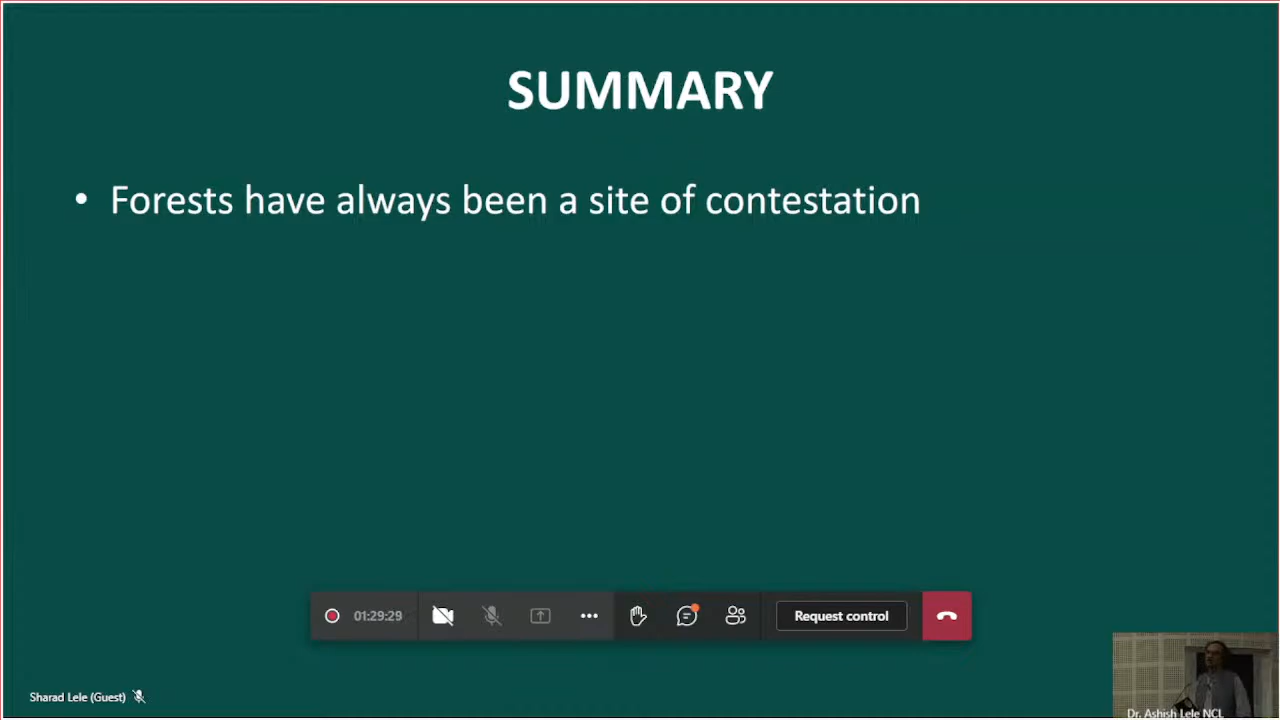 SUMMARY
• Forests have always been a site of contestation
01:29:29
Request control
Sharad Lele (Guest)
Dr. Ashish Lele NCL